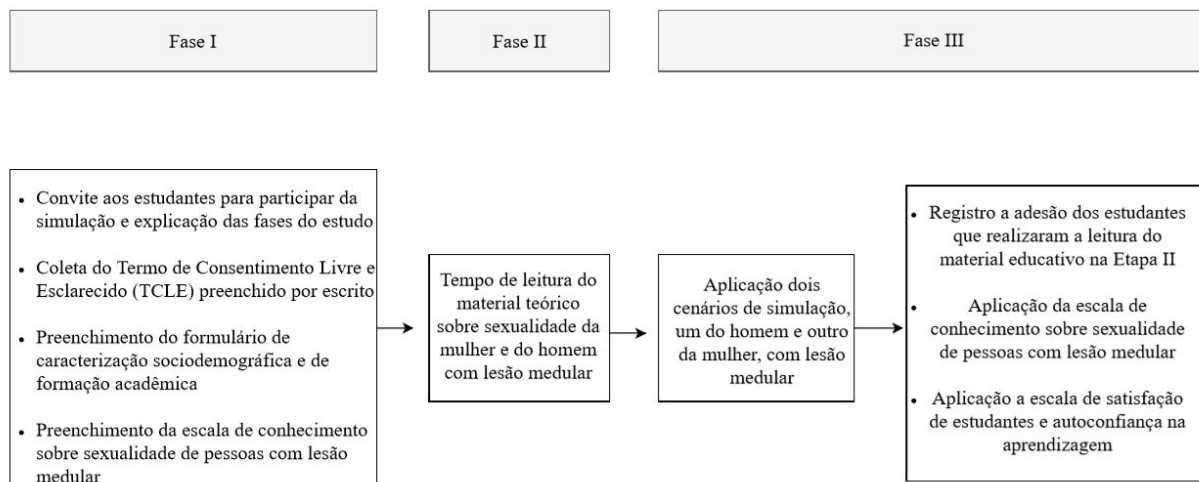 Fase I
Fase II
Fase III
• Convite aos estudantes para participar da
simulação e explicação das fases do estudo
• Coleta do Termo de Consentimento Livre e
Esclarecido (TCLE) preenchido por escrito
• Preenchimento do formulário de
caracterização sociodemográfica e de
formação acadêmica
• Preenchimento da escala de conhecimento
sobre sexualidade de pessoas com lesão
medular
Tempo de leitura do
material teórico
sobre sexualidade da
mulher e do homem
com lesão medular
Aplicação dois
cenários de simulação,
um do homem e outro
da mulher, com lesão
medular
• Registro a adesão dos estudantes
que realizaram a leitura do
material educativo na Etapa II
• Aplicação da escala de
conhecimento sobre sexualidade
de pessoas com lesão medular
• Aplicação a escala de satisfação
de estudantes e autoconfiança na
aprendizagem